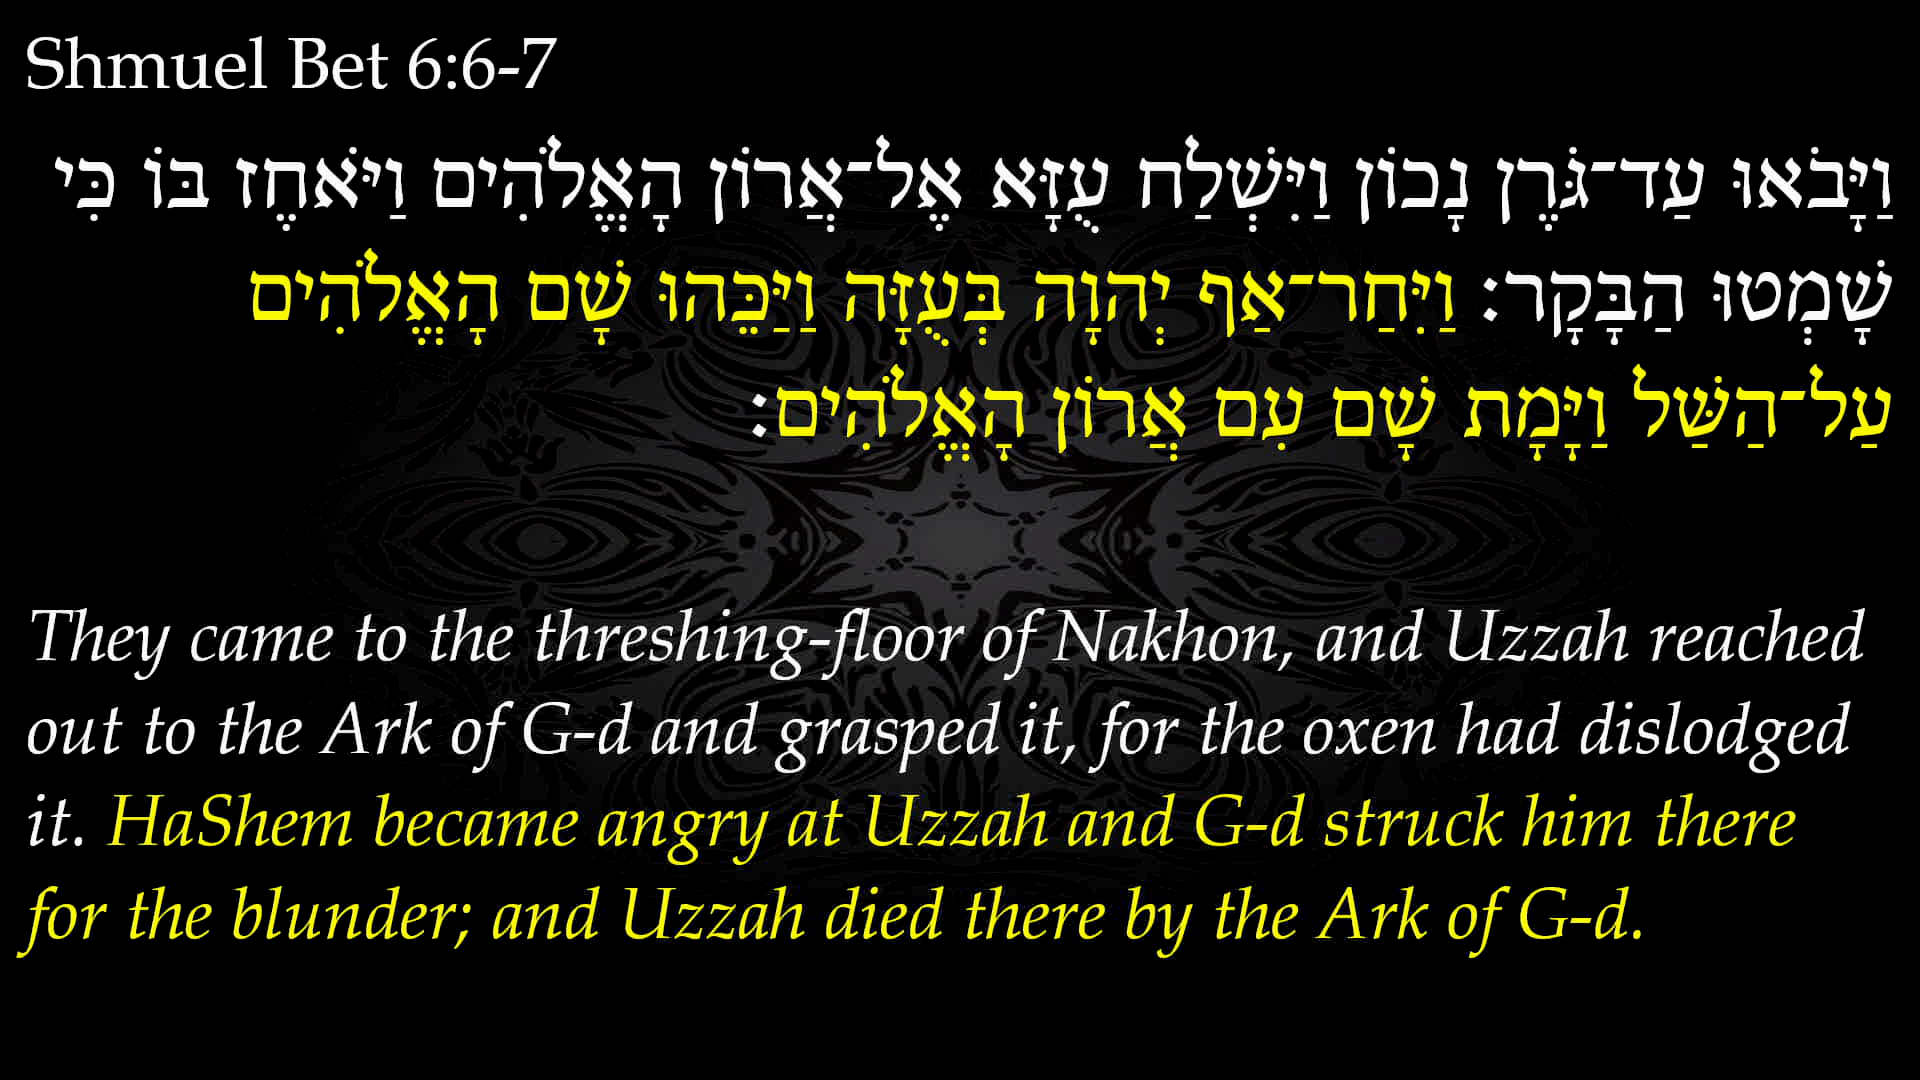 Shmuel Bet 6:6-7
וַיָּבֹאוּ עַד־גֹּרֶן נָכוֹן וַיִּשְׁלַח עֻזָּא אֶל־אֲרוֹן הָאֱלֹהִים וַיֹּאחֶז בּוֹ כִּי
שָׁמְטוּ הַבָּקָר׃ וַיִּחַר־אַף יְהוָה בְּעֻזָּה וַיַּכֵּהוּ שָׁם הָאֱלֹהִים
עַל־הַשַּׁל וַיָּמָת שָׁם עִם אֲרוֹן הָאֱלֹהִים׃
They came to the threshing-floor of Nakhon, and Uzzah reached
out to the Ark of G-d and grasped it, for the oxen had dislodged
it. HaShem became angry at Uzzah and G-d struck him there
for the blunder; and Uzzah died there by the Ark of G-d.